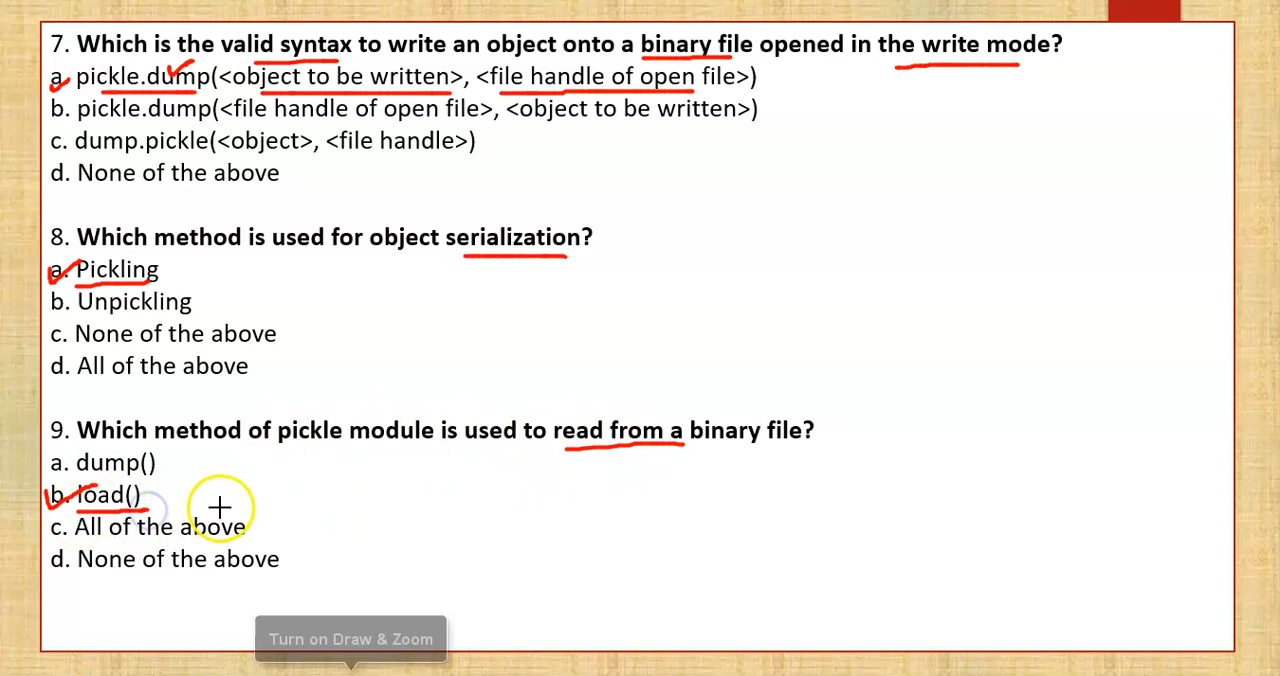 7. Which is the valid syntax to write an object onto a binary file opened in the write mode?
a. pickle.dump(<object to be written>, <file handle of open file>)
b. pickle.dump(<file handle of open file>, <object to be written>)
c. dump.pickle(<object>, <file handle>)
d. None of the above
8. Which method is used for object serialization?
a. Pickling
b. Unpickling
c. None of the above
d. All of the above
9. Which method of pickle module is used to read from a binary file?
a. dump()
b. load()
c. All of the above
d. None of the above
Turn on Draw & Zoom